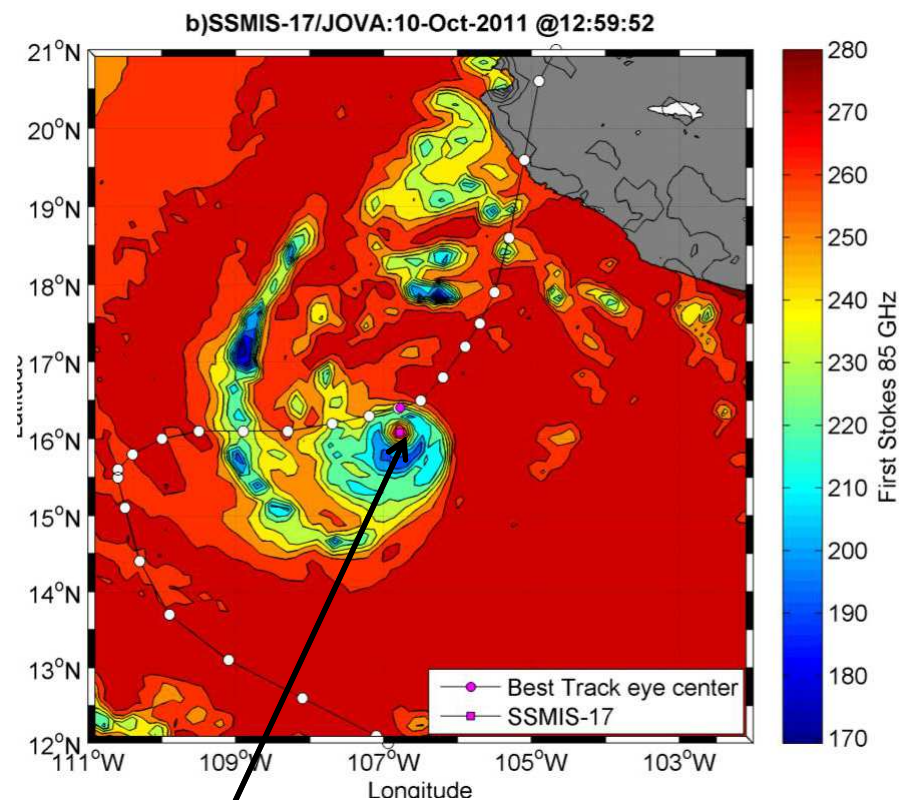 b)SSMIS-17/JOVA:10-Oct-2011 @12:59:52
21°N
20°N
19°N
18°N
17°N
16°N
15°N
14°N
13°N
12°N
Latitude
111°W 109°W 107°W 105°W 103°W
Longitude
Best Track eye center
SSMIS-17
280
270
260
250
240
230
220
210
200
190
180
170
First Stokes 85 GHz